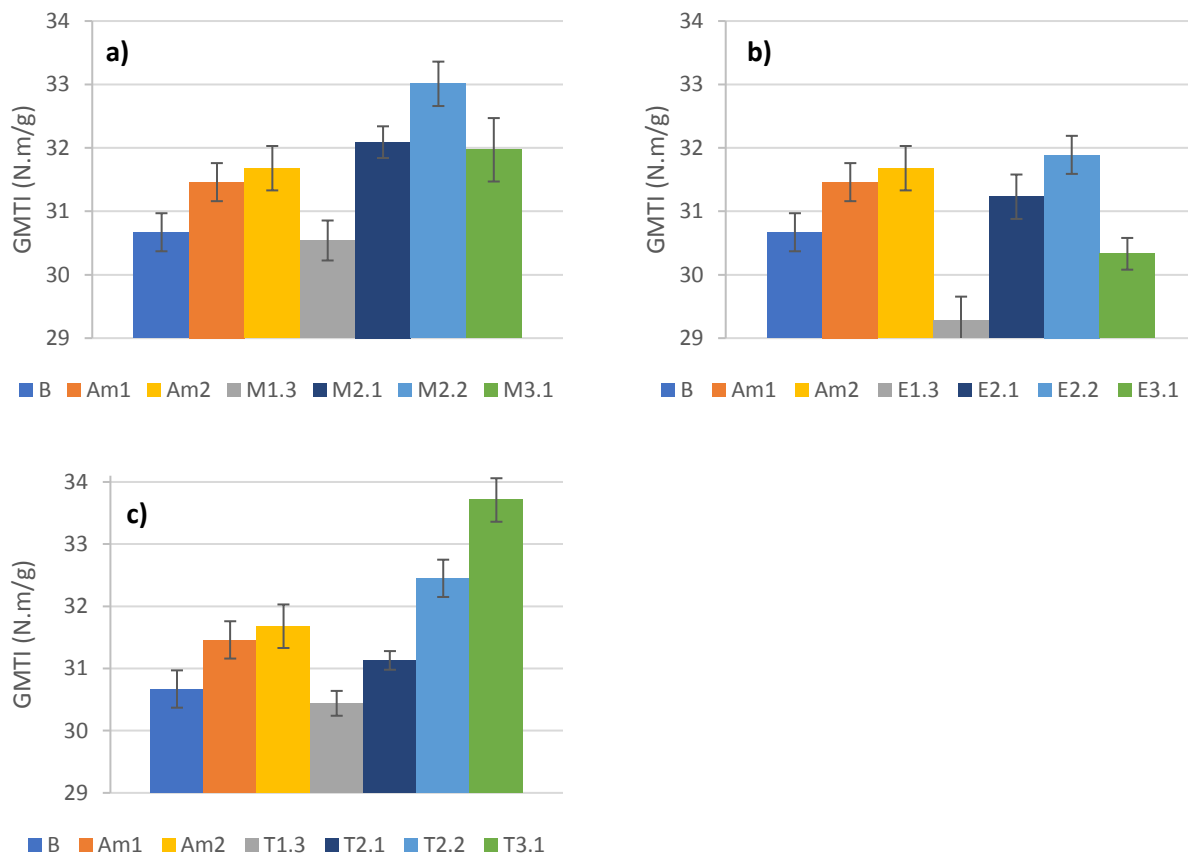 a)
GMTI (N.m/g)
34
33
32
31
30
29
B Am1 Am2 M1.3 M2.1 M2.2 M3.1
b)
GMTI (N.m/g)
34
33
32
31
30
29
B Am1 Am2 E1.3 E2.1 E2.2 E3.1
c)
GMTI (N.m/g)
34
33
32
31
30
29
B Am1 Am2 T1.3 T2.1 T2.2 T3.1